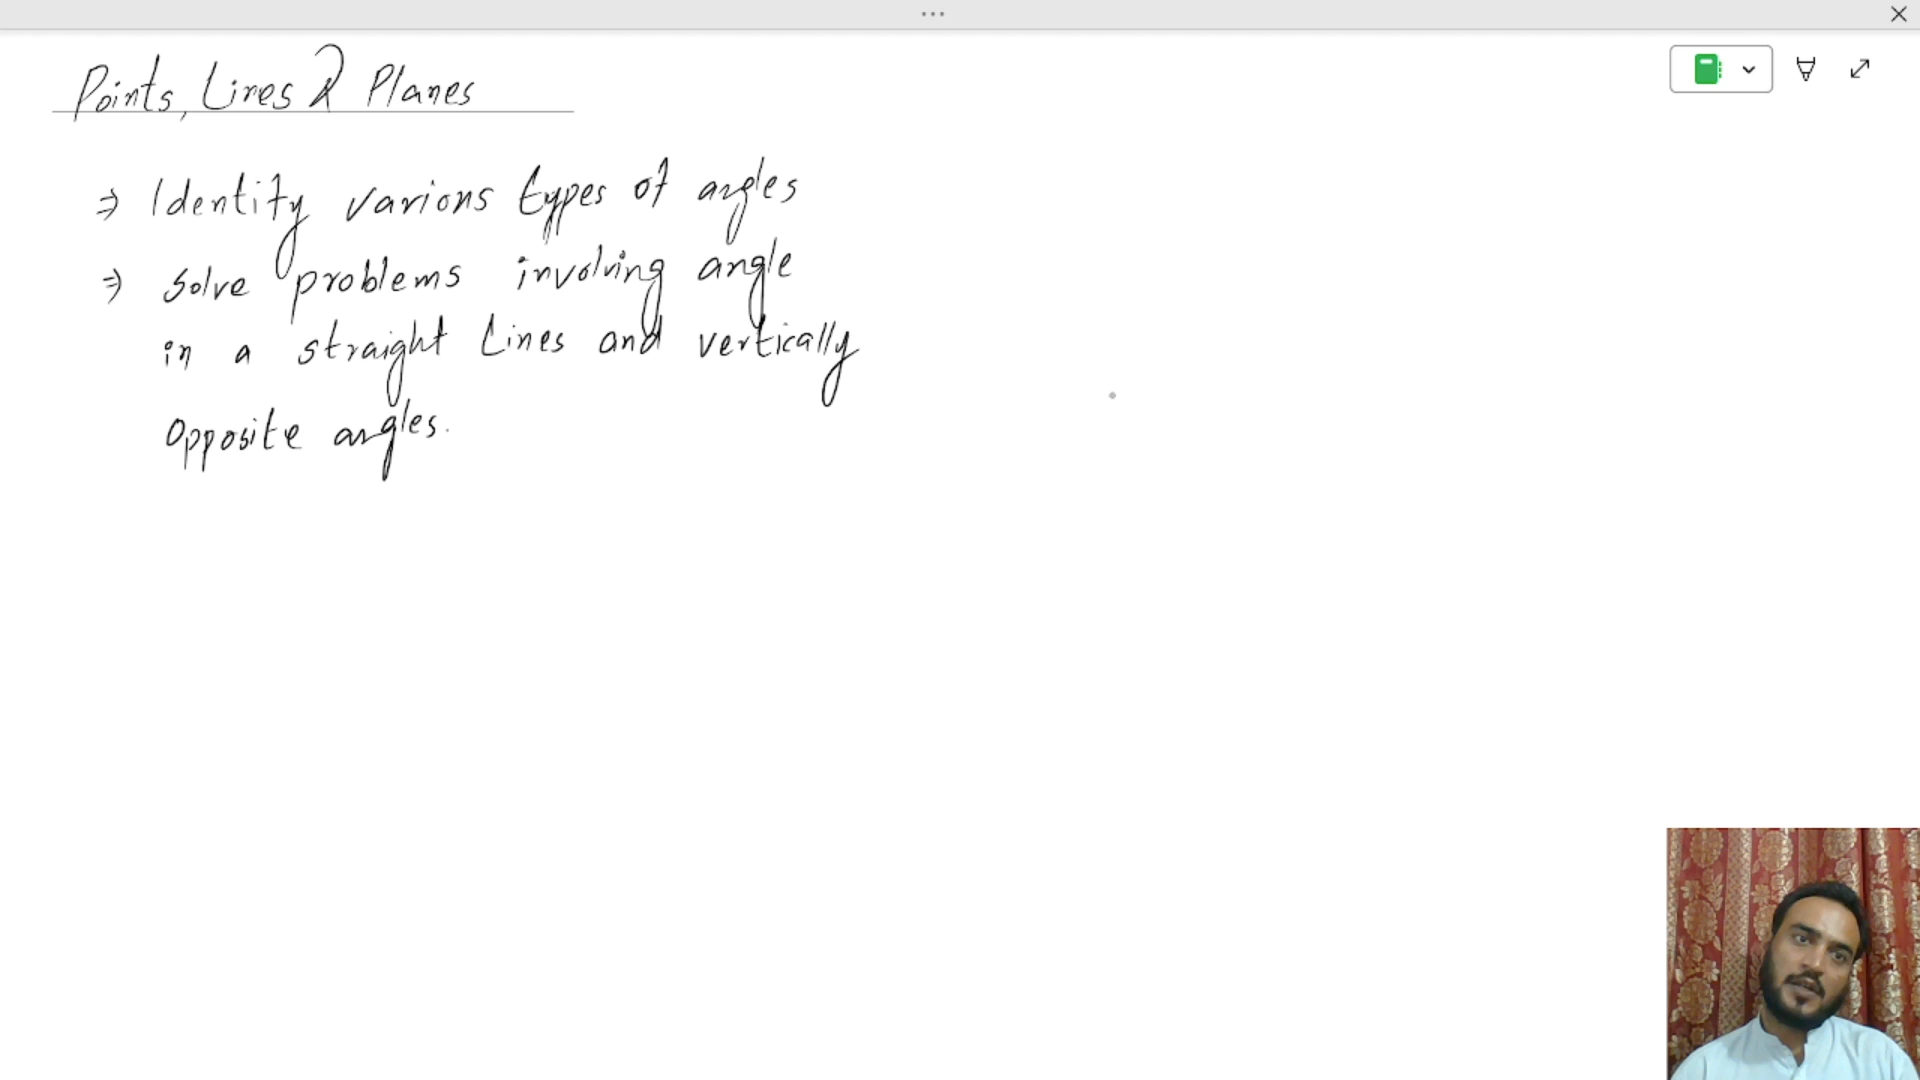 Points, Lines & Planes
⇒ Identify various types of angles
⇒ Solve problems involving angle
in a straight Lines and vertically
opposite angles.